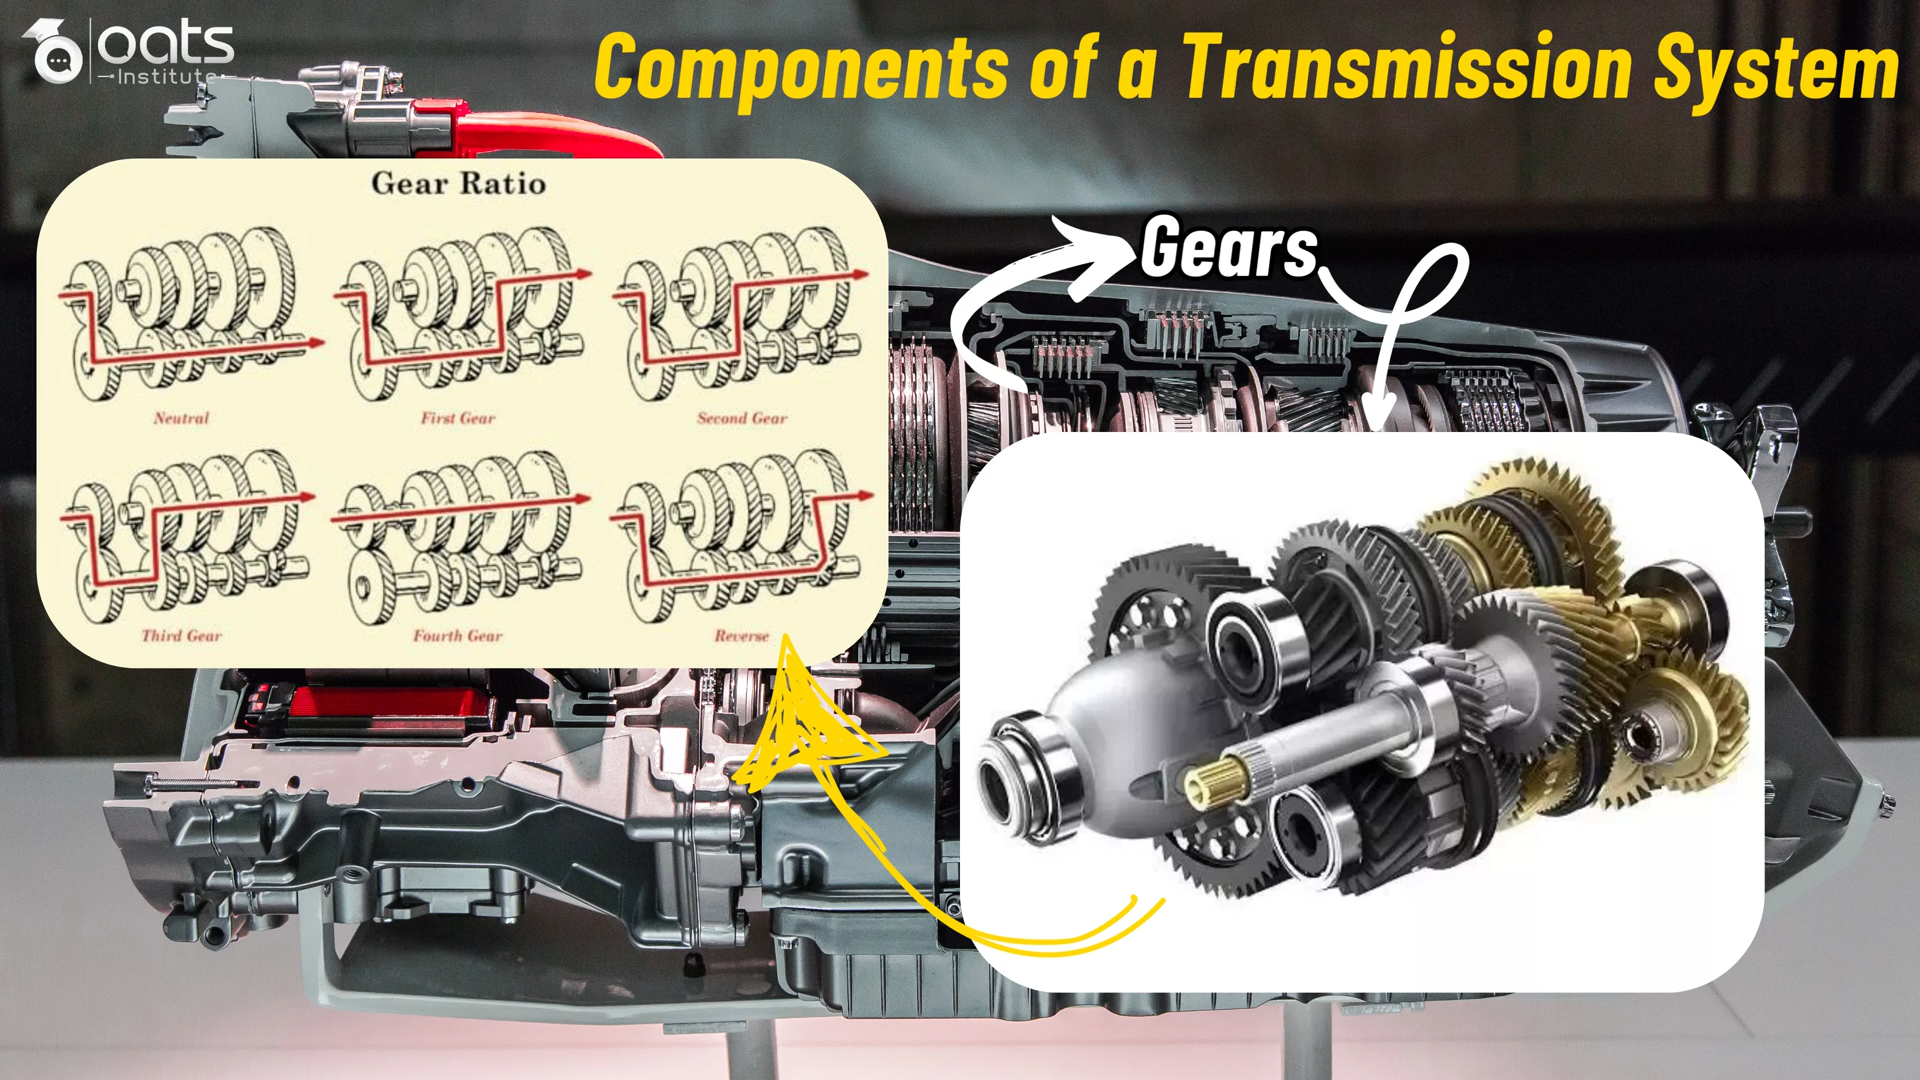 oats
Institute
Components of a Transmission System
Gear Ratio
Gears
Neutral
First Gear
Second Gear
Third Gear
Fourth Gear
Reverse